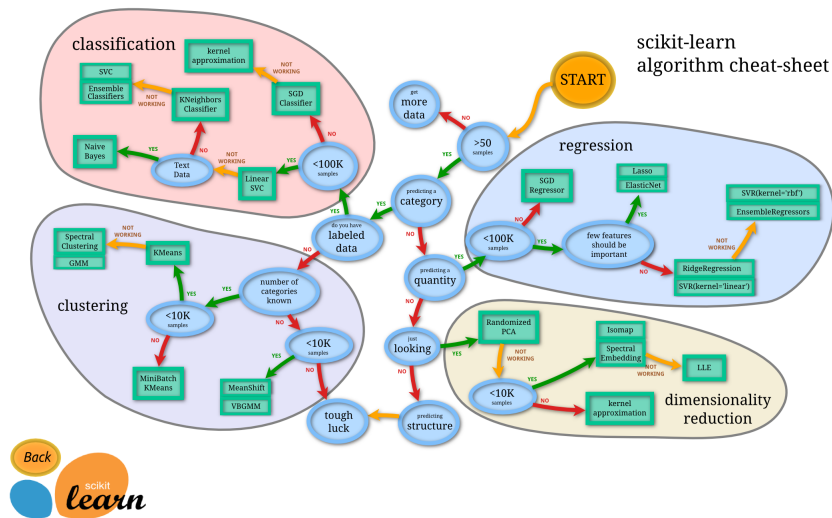 classification
scikit-learn
algorithm cheat-sheet
kernel
approximation
NOT
WORKING
START
SVC
Ensemble
Classifiers
NOT
WORKING
KNeighbors
Classifier
SGD
Classifier
get
more
data
NO
>50
samples
NO
NO
YES
regression
Naive
Bayes
YES
Text
Data
NOT
WORKING
Linear
SVC
YES
<100K
samples
predicting a
category
YES
YES
NO
SGD
Regressor
NO
Lasso
ElasticNet
YES
SVR(kernel='rbf')
EnsembleRegressors
NOT
WORKING
do you have
labeled
data
NO
<100K
samples
YES
few features
should be
important
NO
RidgeRegression
SVR(kernel='linear')
Spectral
Clustering
GMM
NOT
WORKING
KMeans
YES
YES
number of
categories
known
NO
predicting a
quantity
YES
NO
clustering
<10K
samples
NO
<10K
samples
YES
NO
MiniBatch
KMeans
MeanShift
VBGMM
just
looking
YES
NO
Randomized
PCA
NOT
WORKING
Isomap
Spectral
Embedding
NOT
WORKING
LLE
YES
<10K
samples
NO
kernel
approximation
dimensionality
reduction
tough
luck
predicting
structure
Back
scikit
learn